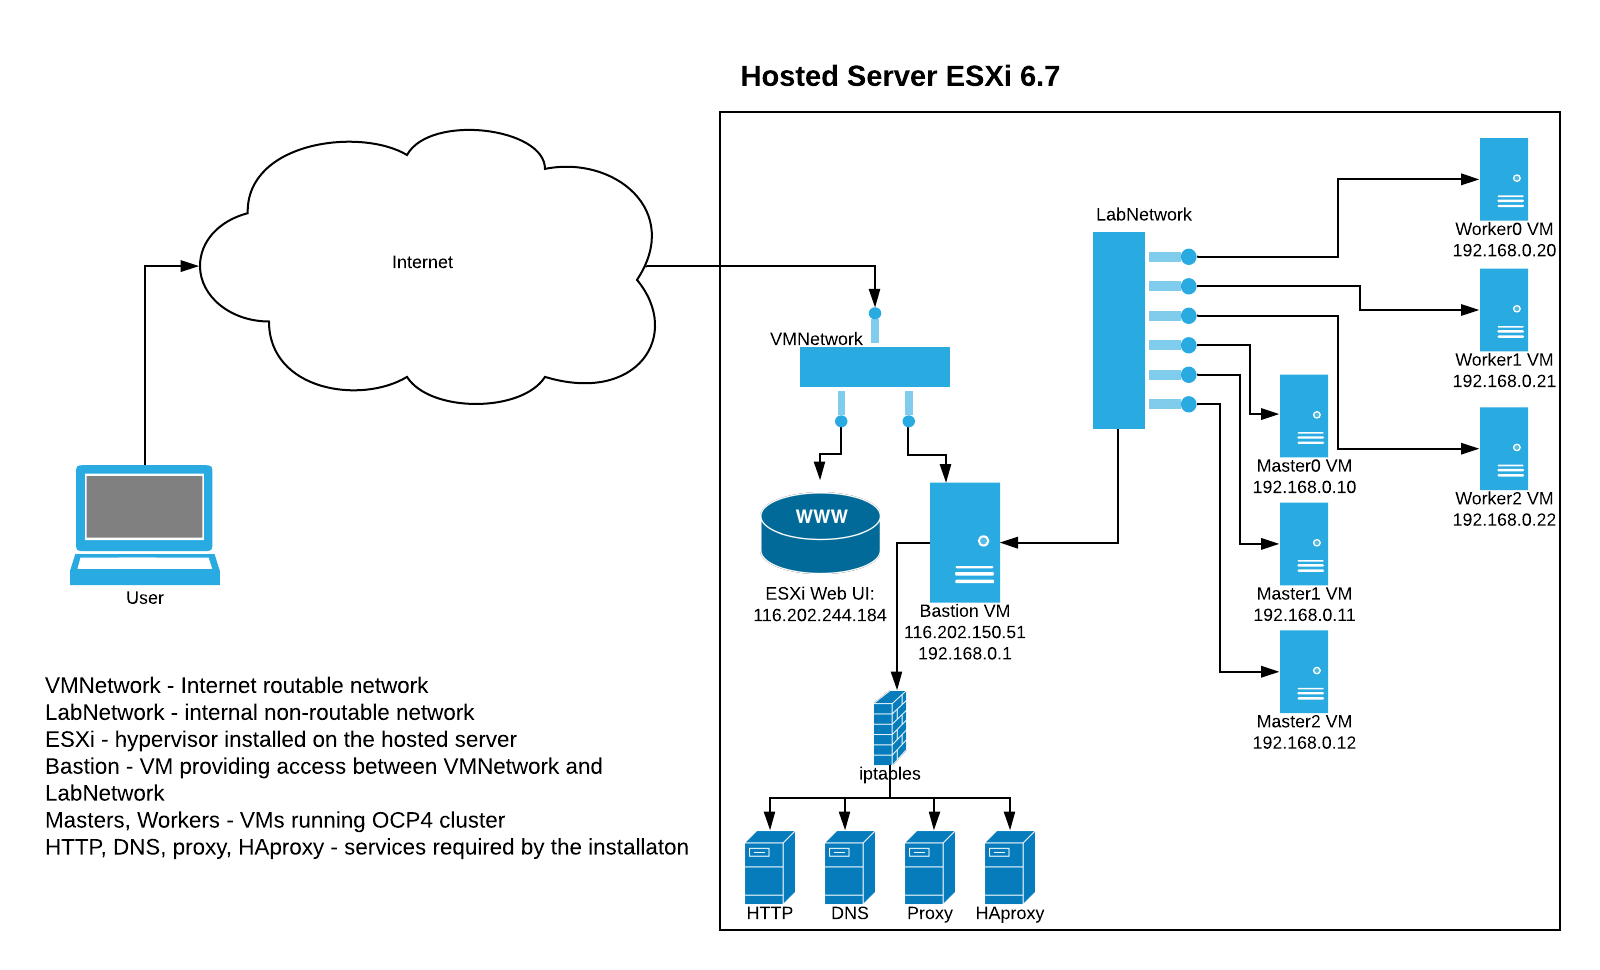 Hosted Server ESXi 6.7
Internet
User
VMNetwork
WWW
ESXi Web UI:
116.202.244.184
Bastion VM
116.202.150.51
192.168.0.1
iptables
HTTP
DNS
Proxy
HAproxy
LabNetwork
Worker0 VM
192.168.0.20
Worker1 VM
192.168.0.21
Worker2 VM
192.168.0.22
Master0 VM
192.168.0.10
Master1 VM
192.168.0.11
Master2 VM
192.168.0.12
VMNetwork - Internet routable network
LabNetwork - internal non-routable network
ESXi - hypervisor installed on the hosted server
Bastion - VM providing access between VMNetwork and
LabNetwork
Masters, Workers - VMs running OCP4 cluster
HTTP, DNS, proxy, HAproxy - services required by the installaton